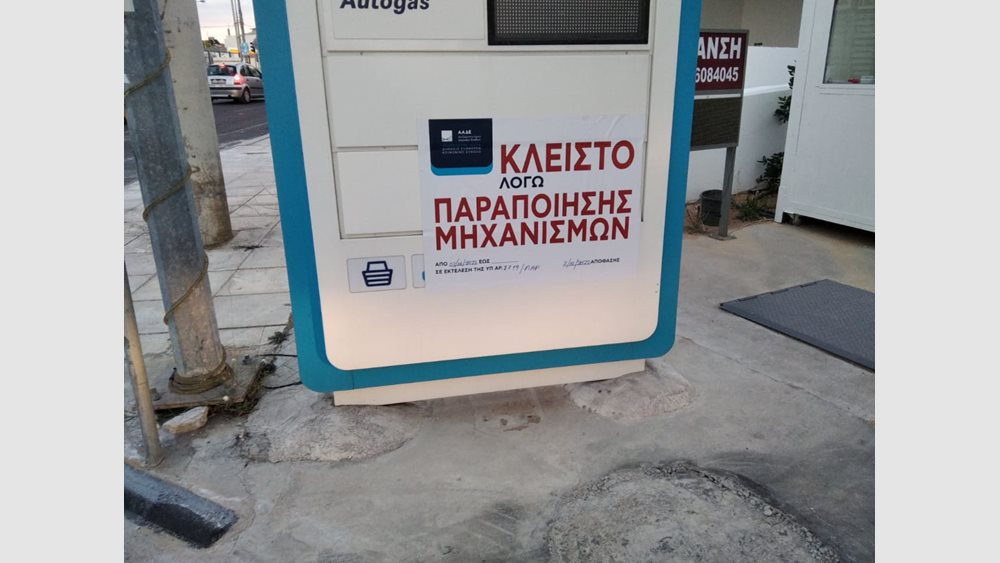 Autogas
ΑΝΣΗ
6084045
ΑΑΔΕ
ΚΛΕΙΣΤΟ
ΛΟΓΩ
ΠΑΡΑΠΟΙΗΣΗΣ
ΜΗΧΑΝΙΣΜΩΝ
ΑΠΟ ΕΩΣ
ΣΕ ΕΚΤΕΛΕΣΗ ΤΗΣ ΥΠ ΑΡ. ΑΠΟΦΑΣΗΣ